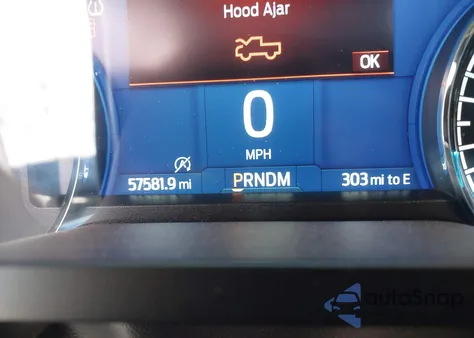 Hood Ajar
OK
0
MPH
57581.9 mi PRNDM 303 mi to E
autoSnap